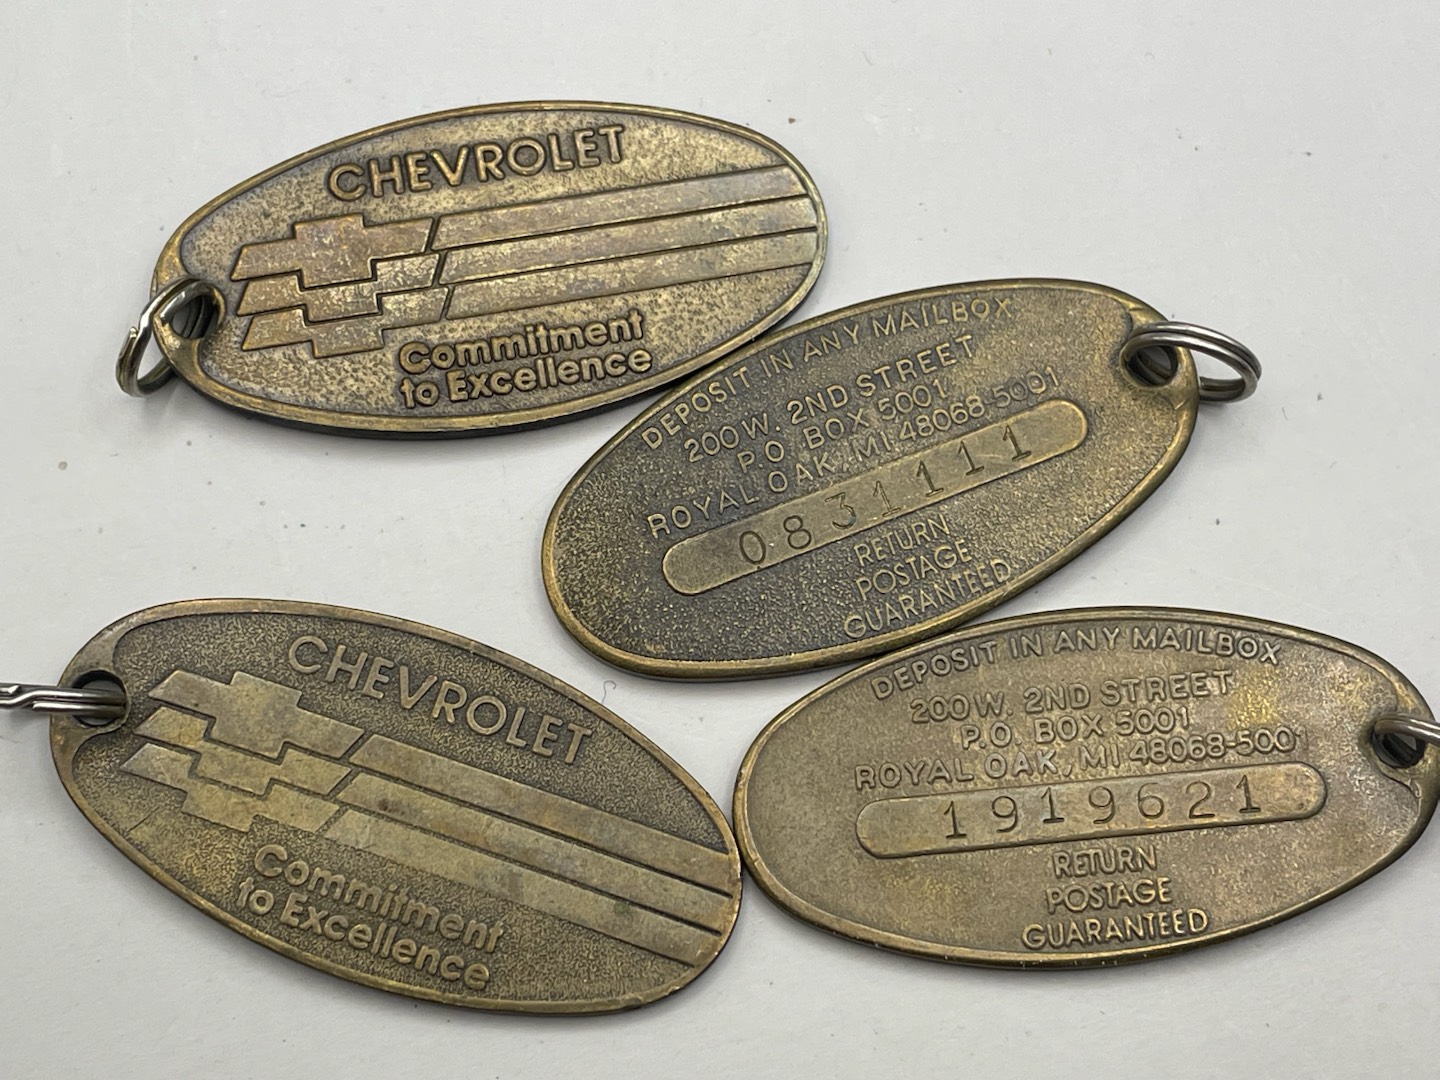 CHEVROLET
Commitment
to Excellence
DEPOSIT IN ANY MAILBOX
200 W. 2ND STREET
P.O. BOX 5001
ROYAL OAK, MI 48068-5001
0831111
RETURN
POSTAGE
GUARANTEED
CHEVROLET
Commitment
to Excellence
DEPOSIT IN ANY MAILBOX
200 W. 2ND STREET
P.O. BOX 5001
ROYAL OAK, MI 48068-5001
1919621
RETURN
POSTAGE
GUARANTEED